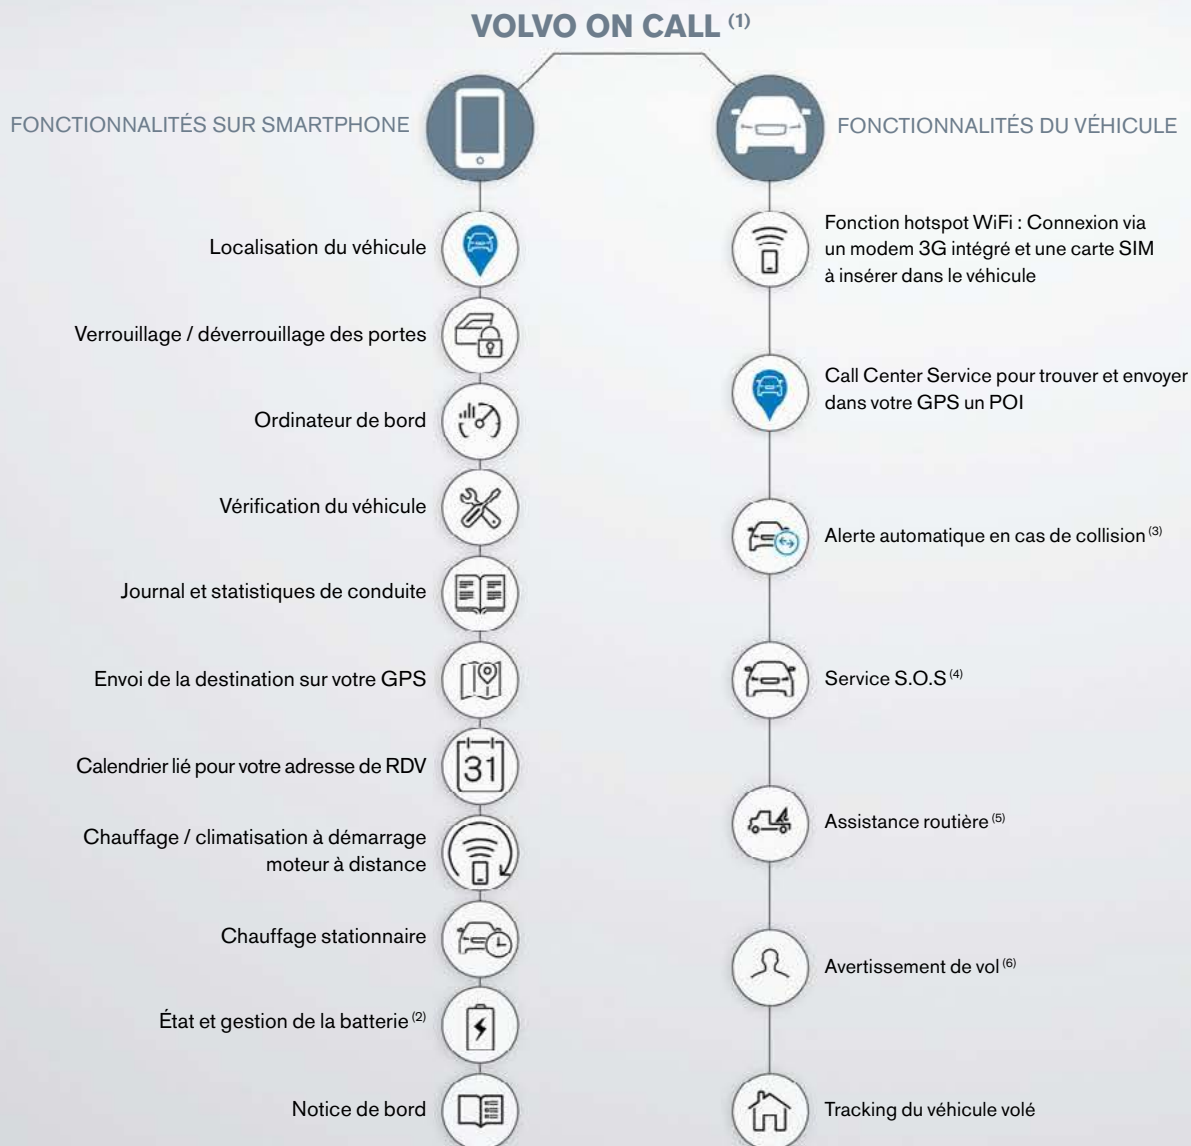 VOLVO ON CALL (1)
FONCTIONNALITÉS SUR SMARTPHONE
Localisation du véhicule
Verrouillage / déverrouillage des portes
Ordinateur de bord
Vérification du véhicule
Journal et statistiques de conduite
Envoi de la destination sur votre GPS
31
Calendrier lié pour votre adresse de RDV
Chauffage / climatisation à démarrage
moteur à distance
Chauffage stationnaire
État et gestion de la batterie (2)
Notice de bord
FONCTIONNALITÉS DU VÉHICULE
Fonction hotspot WiFi : Connexion via
un modem 3G intégré et une carte SIM
à insérer dans le véhicule
Call Center Service pour trouver et envoyer
dans votre GPS un POI
Alerte automatique en cas de collision (3)
Service S.O.S (4)
Assistance routière (5)
Avertissement de vol (6)
Tracking du véhicule volé